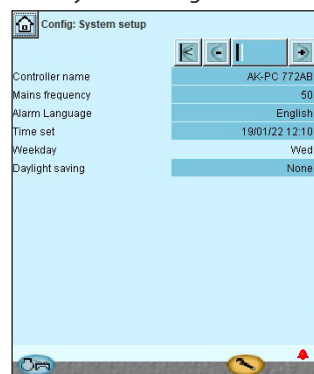 Config: System setup
Controller name AK-PC 772AB
Mains frequency 50
Alarm Language English
Time set 19/01/22 12:10
Weekday Wed
Daylight saving None